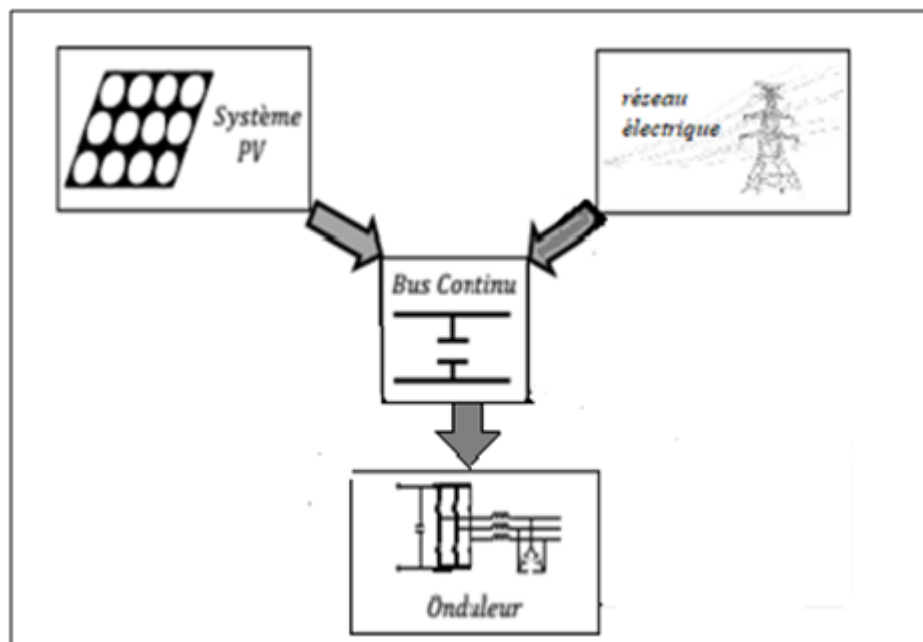 Système
PV
réseau
électrique
Bus Continu
Onduleur